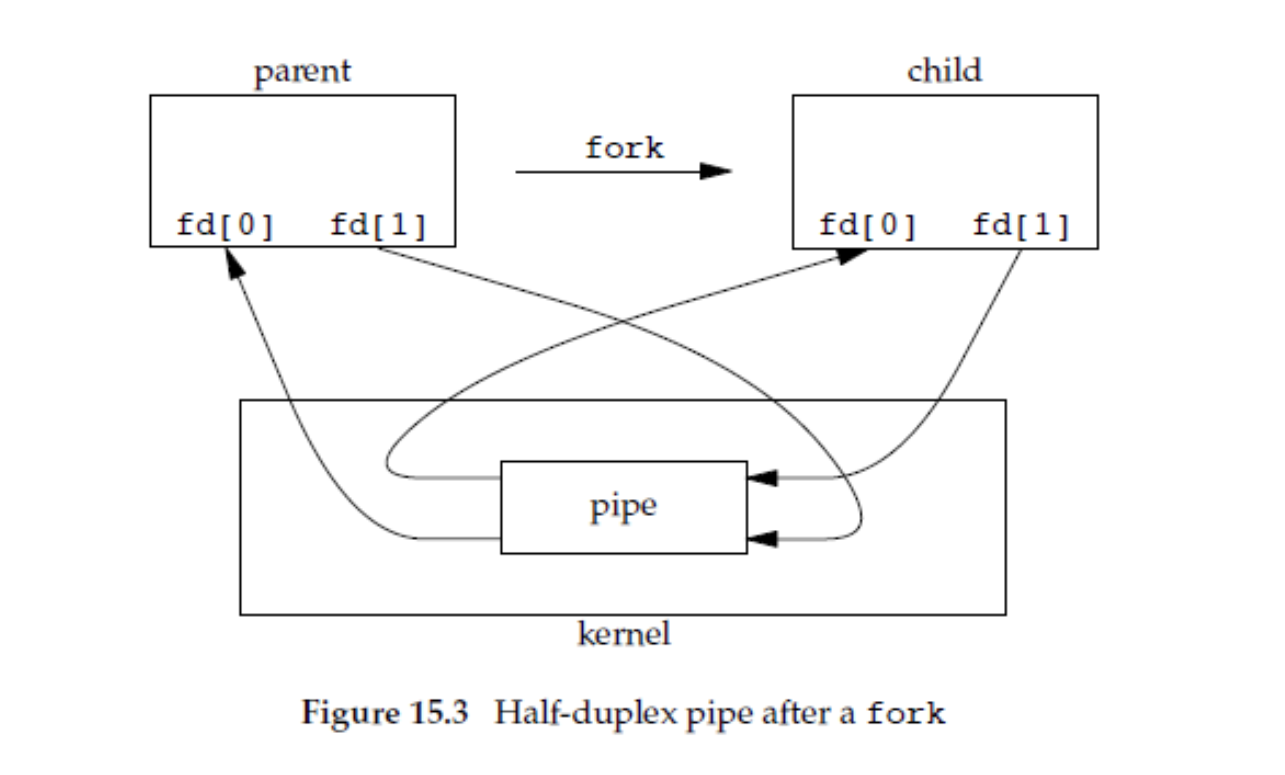 parent
child
fork
fd[0] fd[1]
fd[0] fd[1]
pipe
kernel
Figure 15.3 Half-duplex pipe after a fork